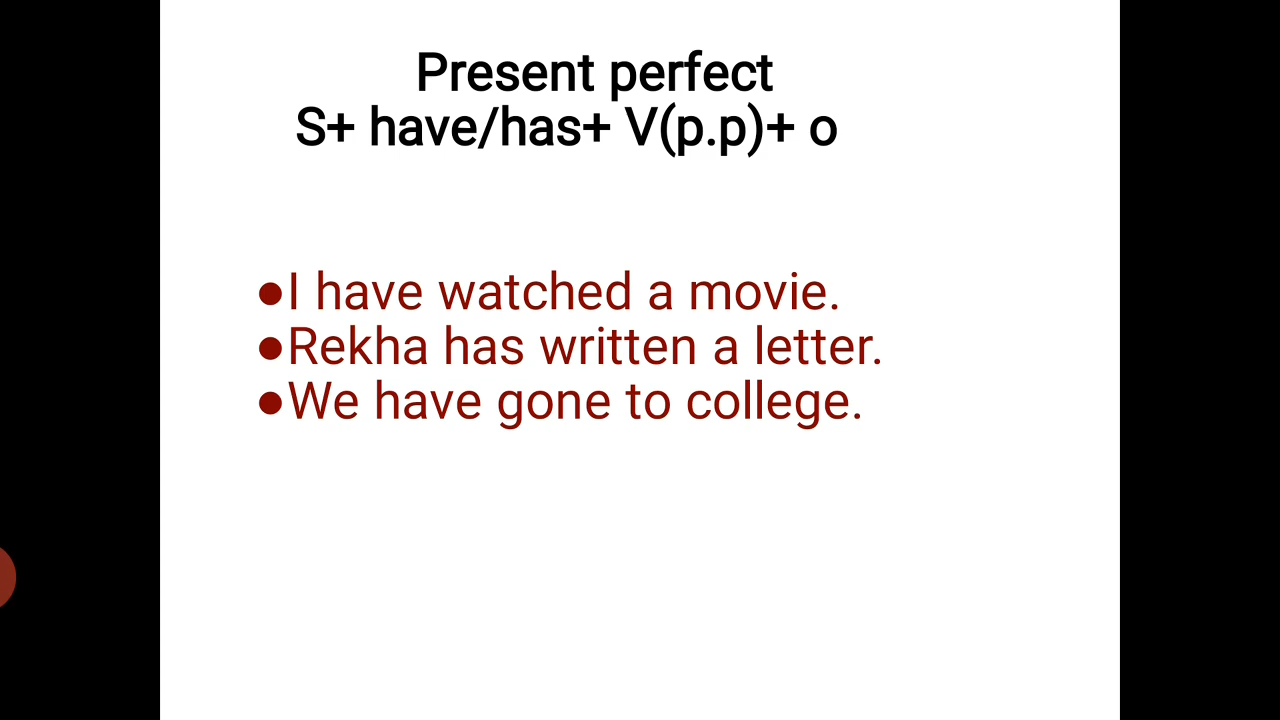 Present perfect
S+ have/has+ V(p.p)+ o
●I have watched a movie.
●Rekha has written a letter.
●We have gone to college.